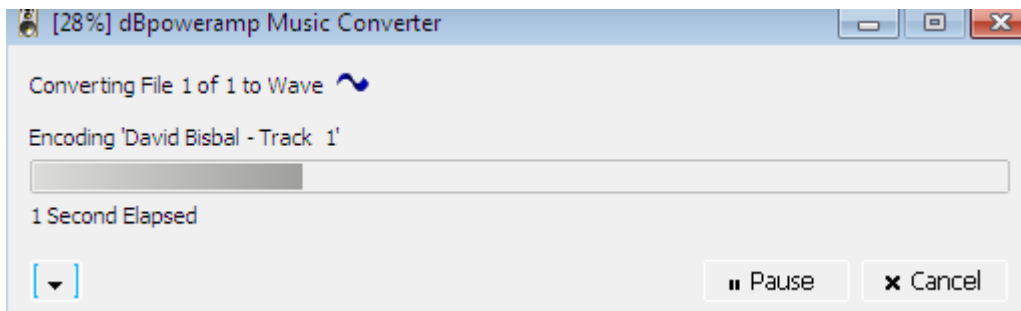 [28%] dBpoweramp Music Converter
Converting File 1 of 1 to Wave
Encoding 'David Bisbal - Track  1'
1 Second Elapsed
Pause
Cancel